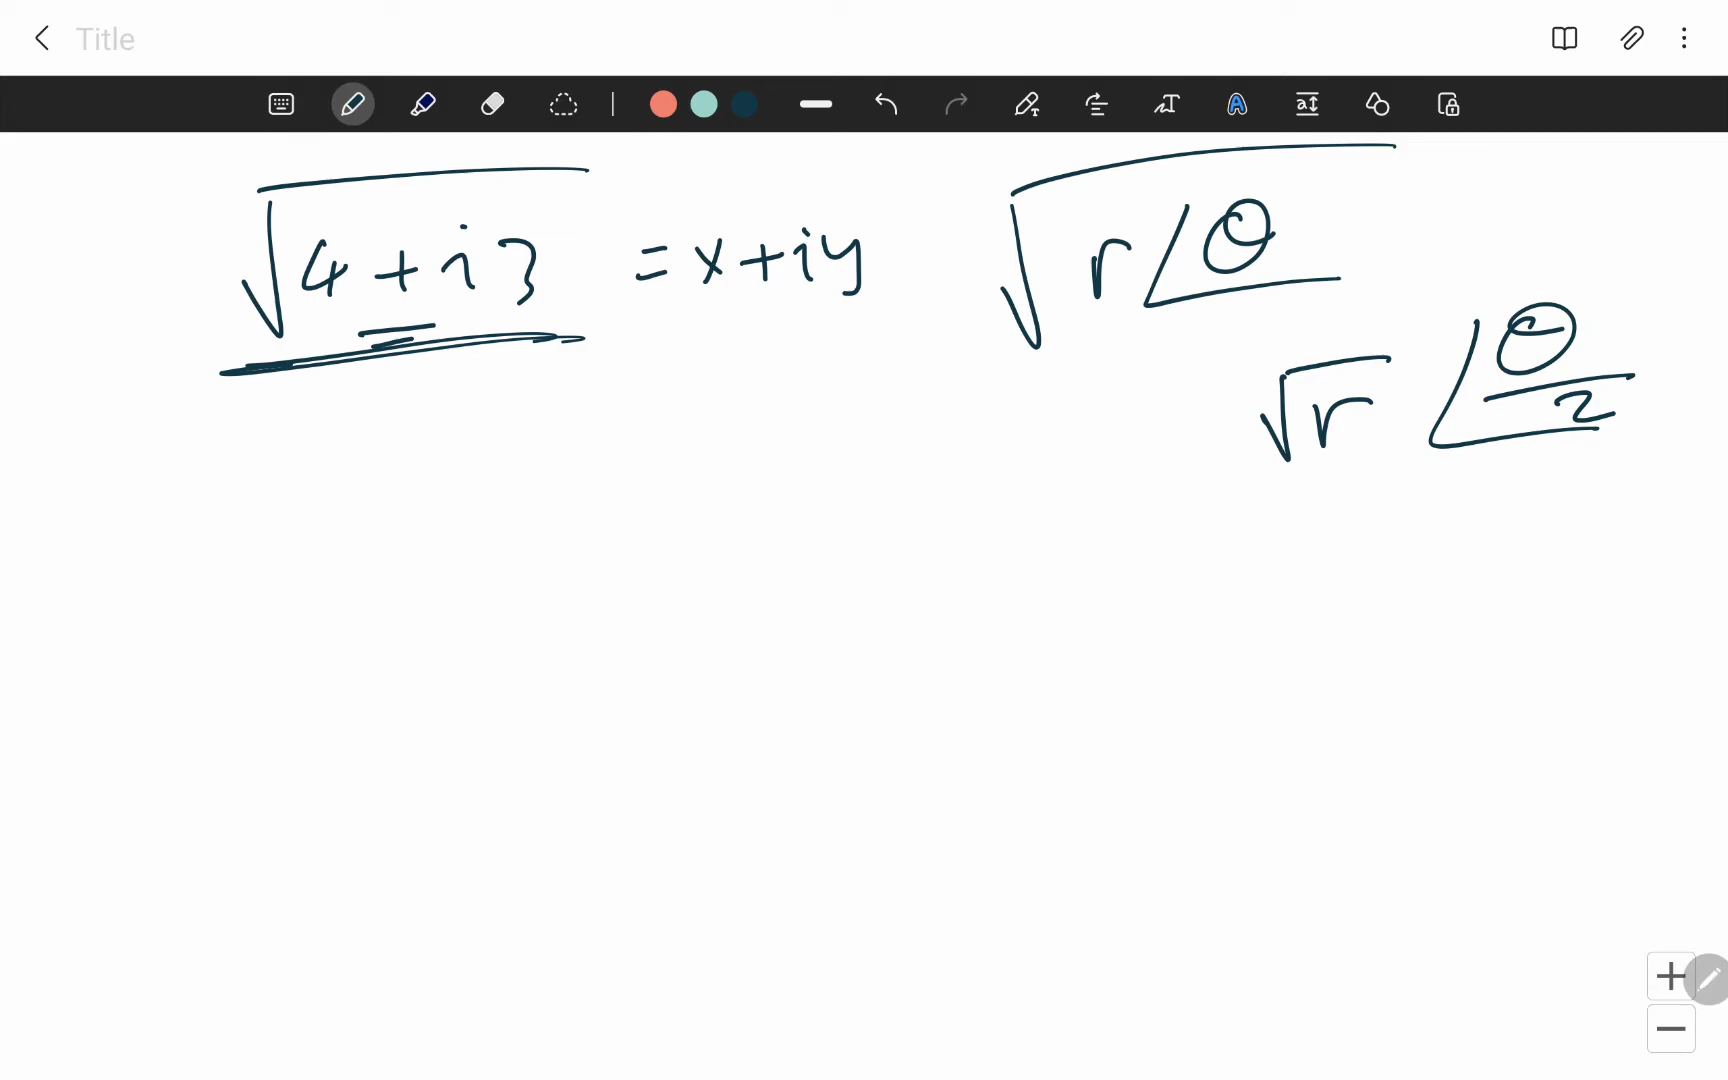 Title
√(4 + i3) = x + iy
√(r∠θ)
√r ∠θ/2